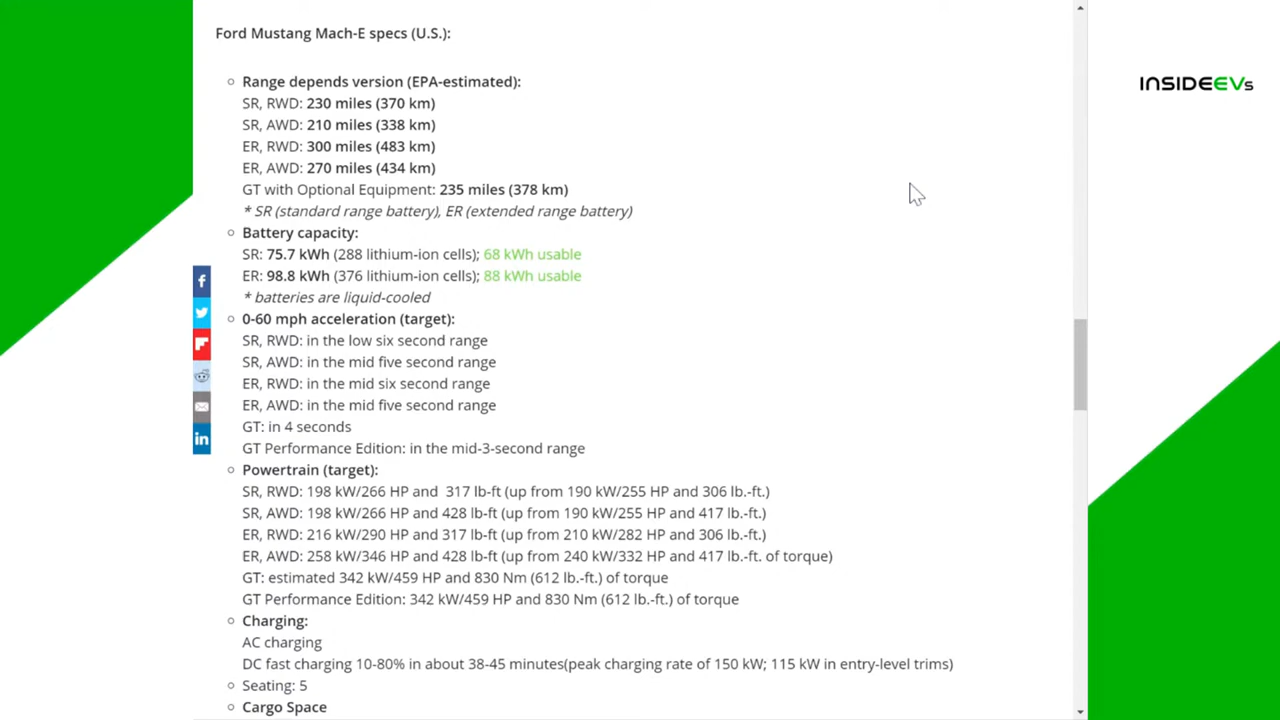 Ford Mustang Mach-E specs (U.S.):
INSIDEEVs
Range depends version (EPA-estimated):
SR, RWD: 230 miles (370 km)
SR, AWD: 210 miles (338 km)
ER, RWD: 300 miles (483 km)
ER, AWD: 270 miles (434 km)
GT with Optional Equipment: 235 miles (378 km)
* SR (standard range battery), ER (extended range battery)
Battery capacity:
SR: 75.7 kWh (288 lithium-ion cells); 68 kWh usable
ER: 98.8 kWh (376 lithium-ion cells); 88 kWh usable
* batteries are liquid-cooled
0-60 mph acceleration (target):
SR, RWD: in the low six second range
SR, AWD: in the mid five second range
ER, RWD: in the mid six second range
ER, AWD: in the mid five second range
GT: in 4 seconds
GT Performance Edition: in the mid-3-second range
Powertrain (target):
SR, RWD: 198 kW/266 HP and 317 lb-ft (up from 190 kW/255 HP and 306 lb.-ft.)
SR, AWD: 198 kW/266 HP and 428 lb-ft (up from 190 kW/255 HP and 417 lb.-ft.)
ER, RWD: 216 kW/290 HP and 317 lb-ft (up from 210 kW/282 HP and 306 lb.-ft.)
ER, AWD: 258 kW/346 HP and 428 lb-ft (up from 240 kW/332 HP and 417 lb.-ft. of torque)
GT: estimated 342 kW/459 HP and 830 Nm (612 lb.-ft.) of torque
GT Performance Edition: 342 kW/459 HP and 830 Nm (612 lb.-ft.) of torque
Charging:
AC charging
DC fast charging 10-80% in about 38-45 minutes(peak charging rate of 150 kW; 115 kW in entry-level trims)
Seating: 5
Cargo Space